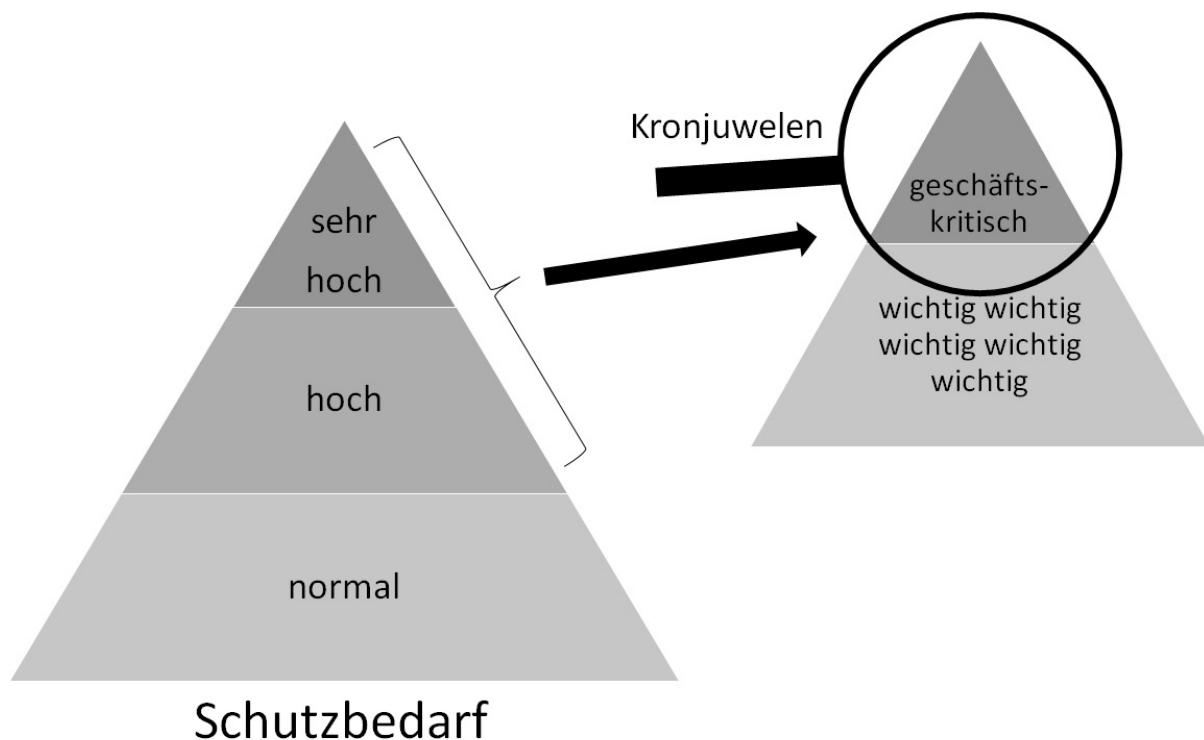 sehr
hoch
hoch
normal
Schutzbedarf
Kronjuwelen
geschäfts-
kritisch
wichtig wichtig
wichtig wichtig
wichtig